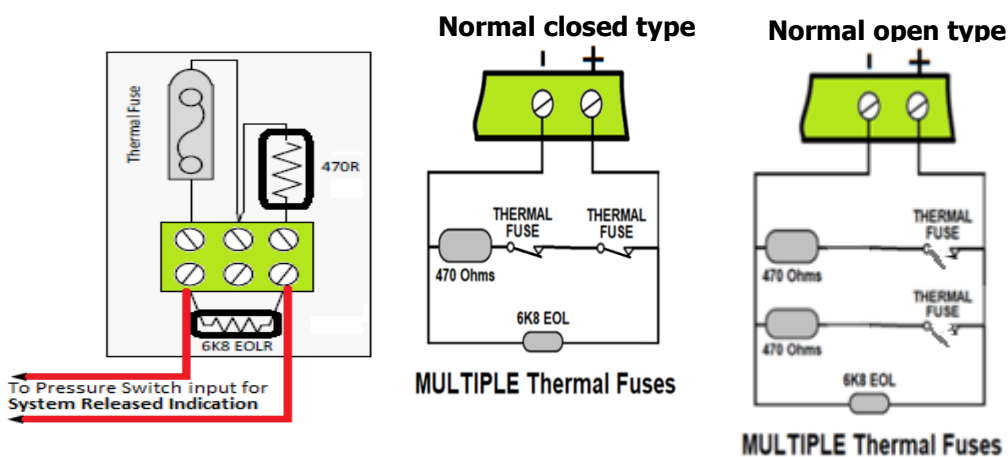 Thermal Fuse
470R
6K8 EOLR
To Pressure Switch input for
System Released Indication
Normal closed type
- +
THERMAL
FUSE
THERMAL
FUSE
470 Ohms
6K8 EOL
MULTIPLE Thermal Fuses
Normal open type
- +
THERMAL
FUSE
470 Ohms
THERMAL
FUSE
470 Ohms
6K8 EOL
MULTIPLE Thermal Fuses